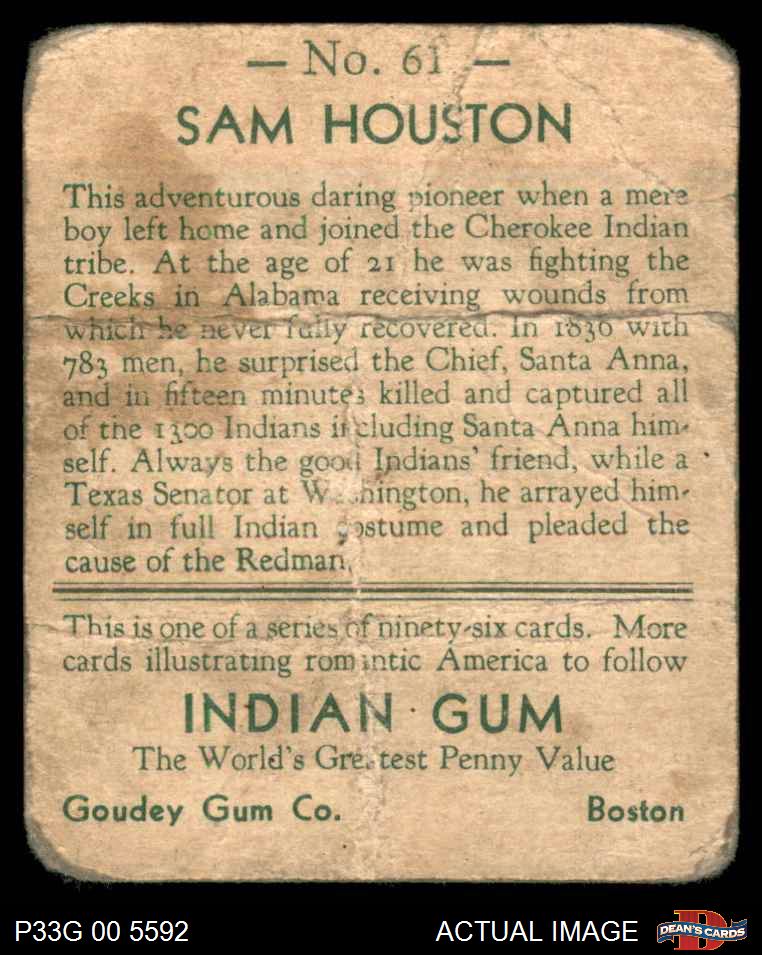 — No. 61 —
SAM HOUSTON
This adventurous daring pioneer when a mere
boy left home and joined the Cherokee Indian
tribe. At the age of 21 he was fighting the
Creeks in Alabama receiving wounds from
which he never fully recovered. In 1836 with
783 men, he surprised the Chief, Santa Anna,
and in fifteen minutes killed and captured all
of the 1300 Indians including Santa Anna him-
self. Always the good Indians' friend, while a
Texas Senator at Washington, he arrayed him-
self in full Indian costume and pleaded the
cause of the Redman.
This is one of a series of ninety-six cards. More
cards illustrating romantic America to follow
INDIAN GUM
The World's Greatest Penny Value
Goudey Gum Co. Boston
P33G 00 5592 ACTUAL IMAGE DEAN'S CARDS